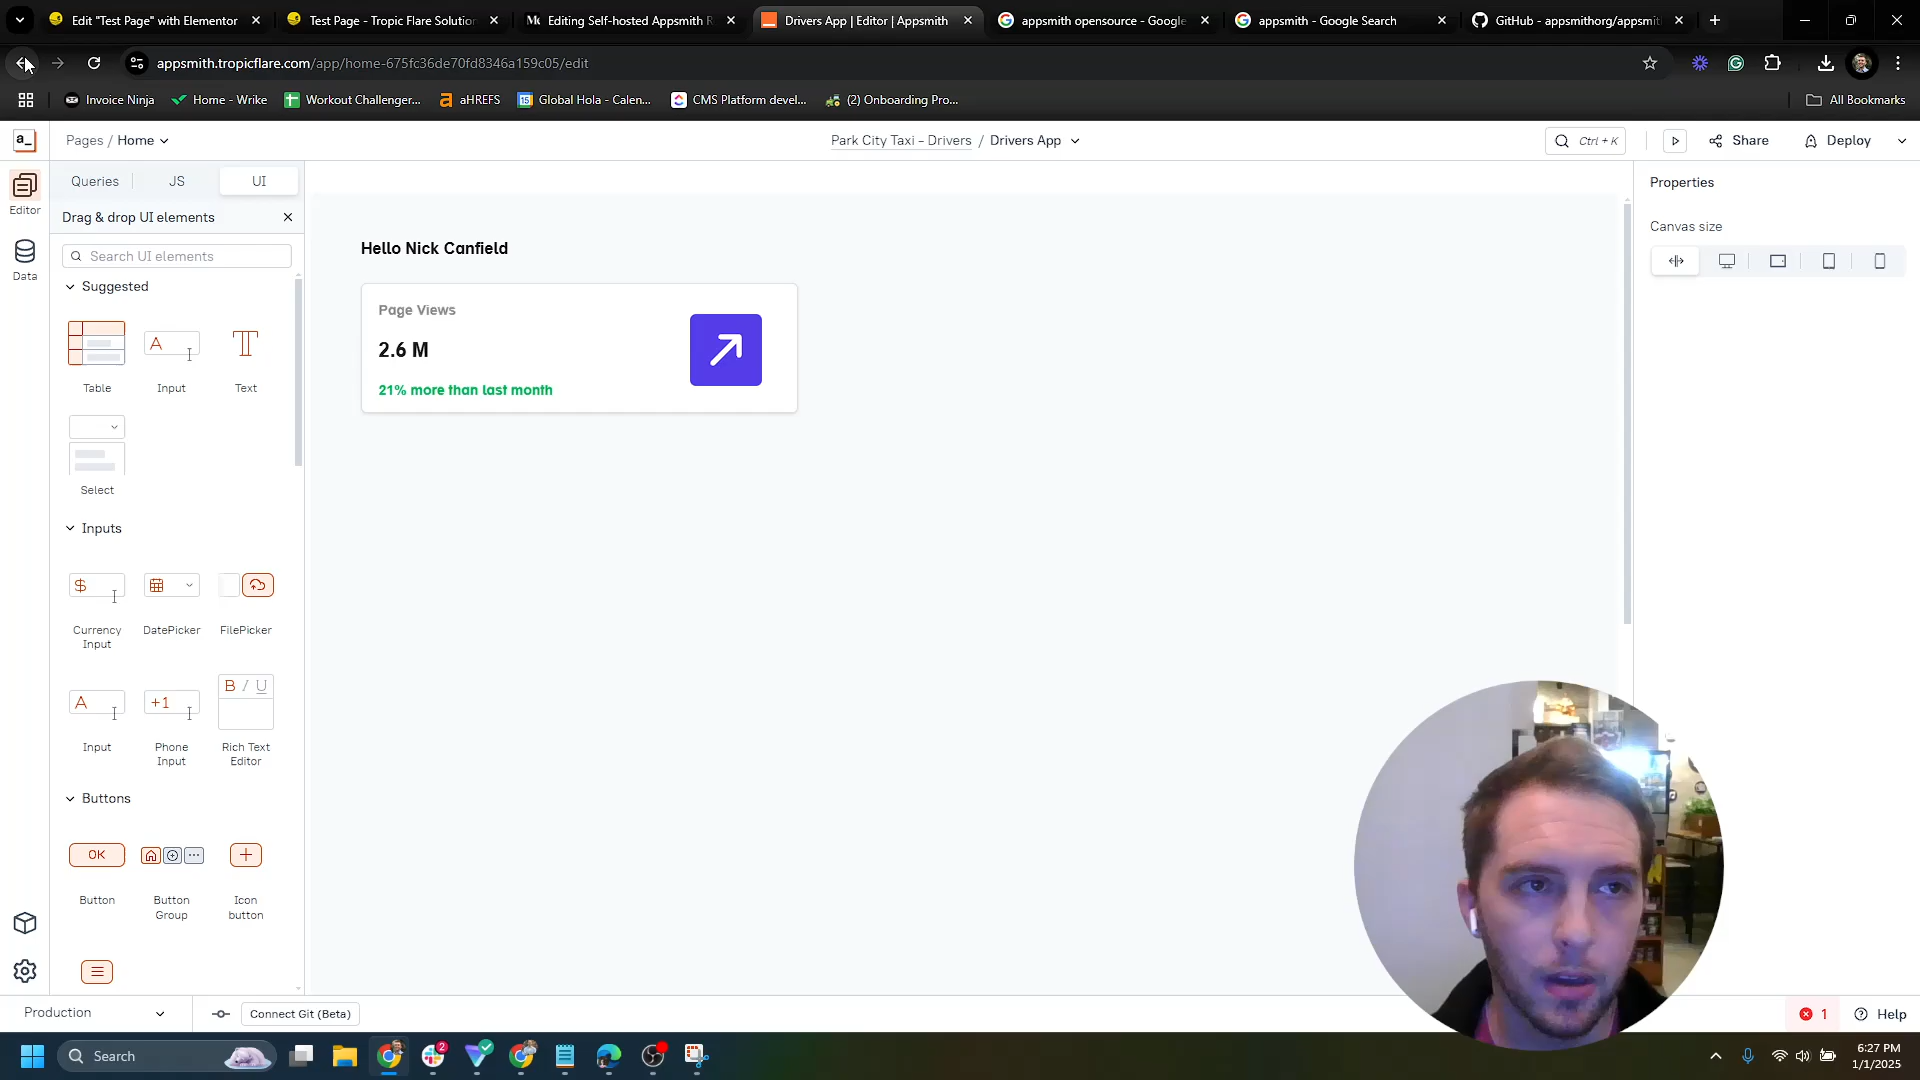 Edit "Test Page" with Elementor
Test Page - Tropic Flare Solution
Editing Self-hosted Appsmith R
Drivers App | Editor | Appsmith
appsmith opensource - Google
appsmith - Google Search
GitHub - appsmithorg/appsmit
appsmith.tropicflare.com/app/home-675fc36de70fd8346a159c05/edit
Invoice Ninja
Home - Wrike
Workout Challenger...
aHREFS
Global Hola - Calen...
CMS Platform devel...
(2) Onboarding Pro...
All Bookmarks
a_
Pages / Home
Park City Taxi - Drivers / Drivers App
Ctrl + K
Share
Deploy
Editor
Data
Queries
JS
UI
Drag & drop UI elements
Search UI elements
Suggested
Table
Input
Text
Select
Inputs
Currency
Input
DatePicker
FilePicker
A
+1
B I U
Input
Phone
Input
Rich Text
Editor
Buttons
OK
Button
Button
Group
Icon
button
Hello Nick Canfield
Page Views
2.6 M
21% more than last month
Properties
Canvas size
Production
Connect Git (Beta)
1
Help
Search
2
6:27 PM
1/1/2025